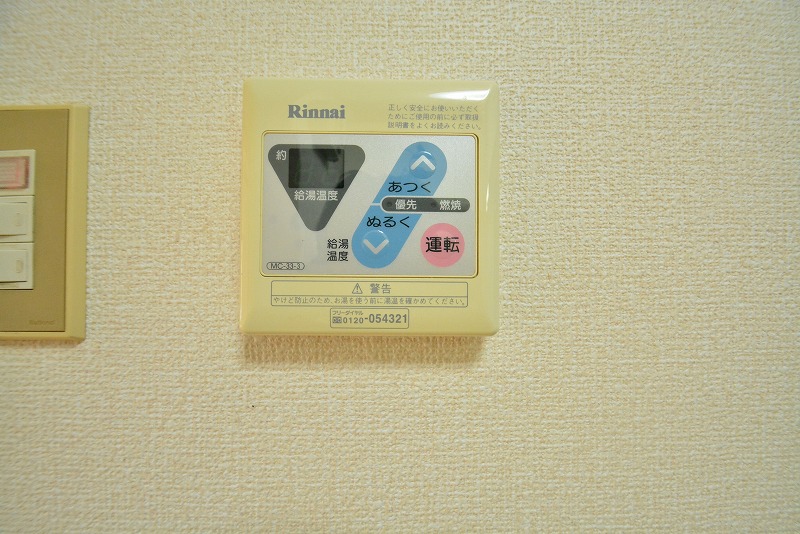 Rinnai
正しく安全にお使いいただく
ためにご使用の前に必ず取扱
説明書をよくお読みください。
約
給湯温度
あつく
優先 燃焼
ぬるく
給湯
温度
運転
MC-33-3
⚠ 警告
やけど防止のため、お湯を使う前に湯温を確かめてください。
フリーダイヤル
0120-054321